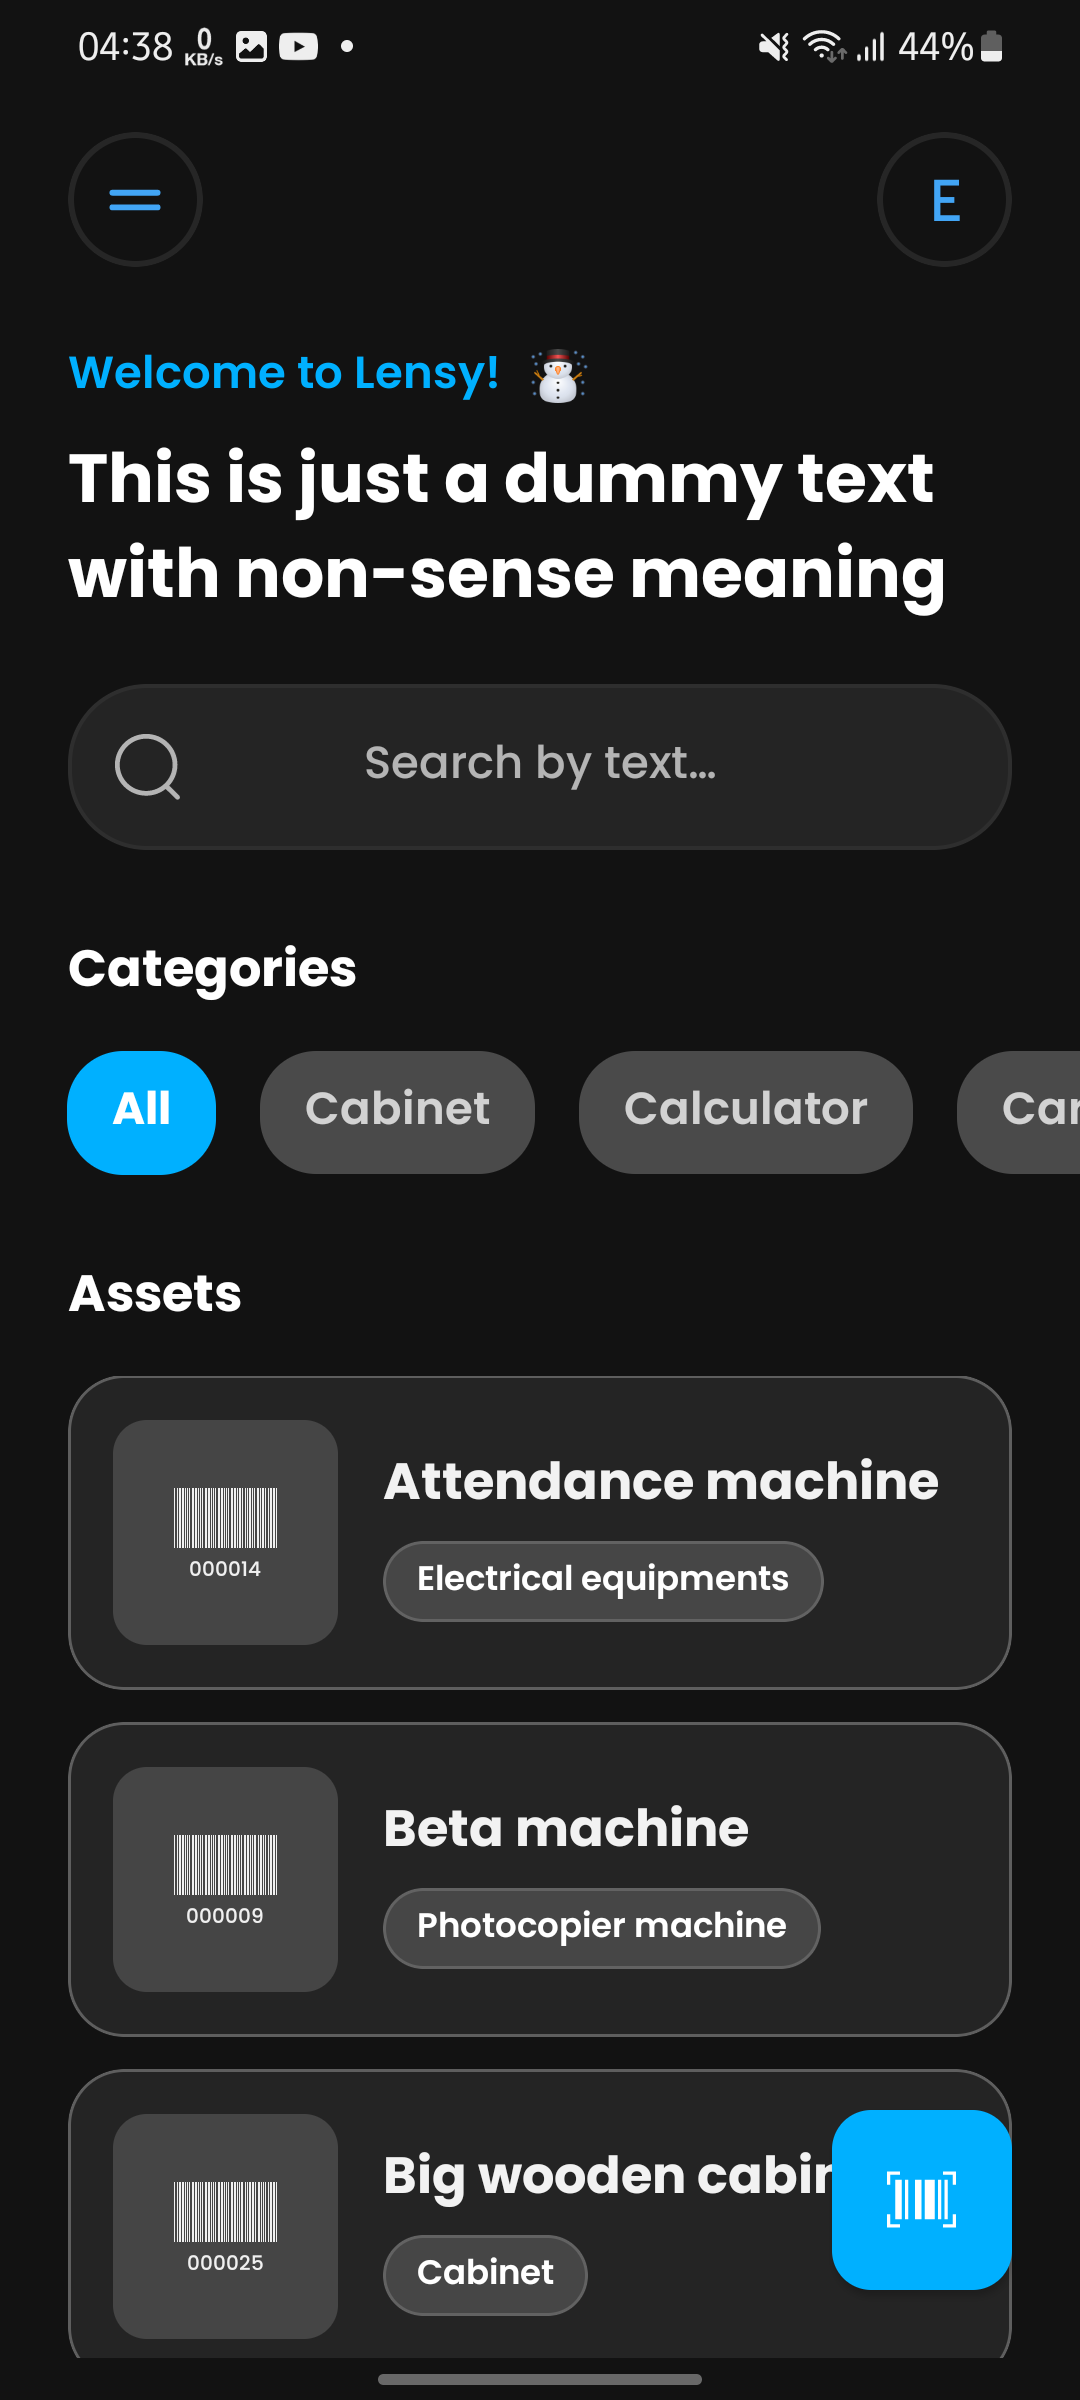 04:38 0 KB/s 44%
E
Welcome to Lensy!
This is just a dummy text
with non-sense meaning
Search by text...
Categories
All Cabinet Calculator Car
Assets
Attendance machine
000014
Electrical equipments
Beta machine
000009
Photocopier machine
Big wooden cabin
000025
Cabinet